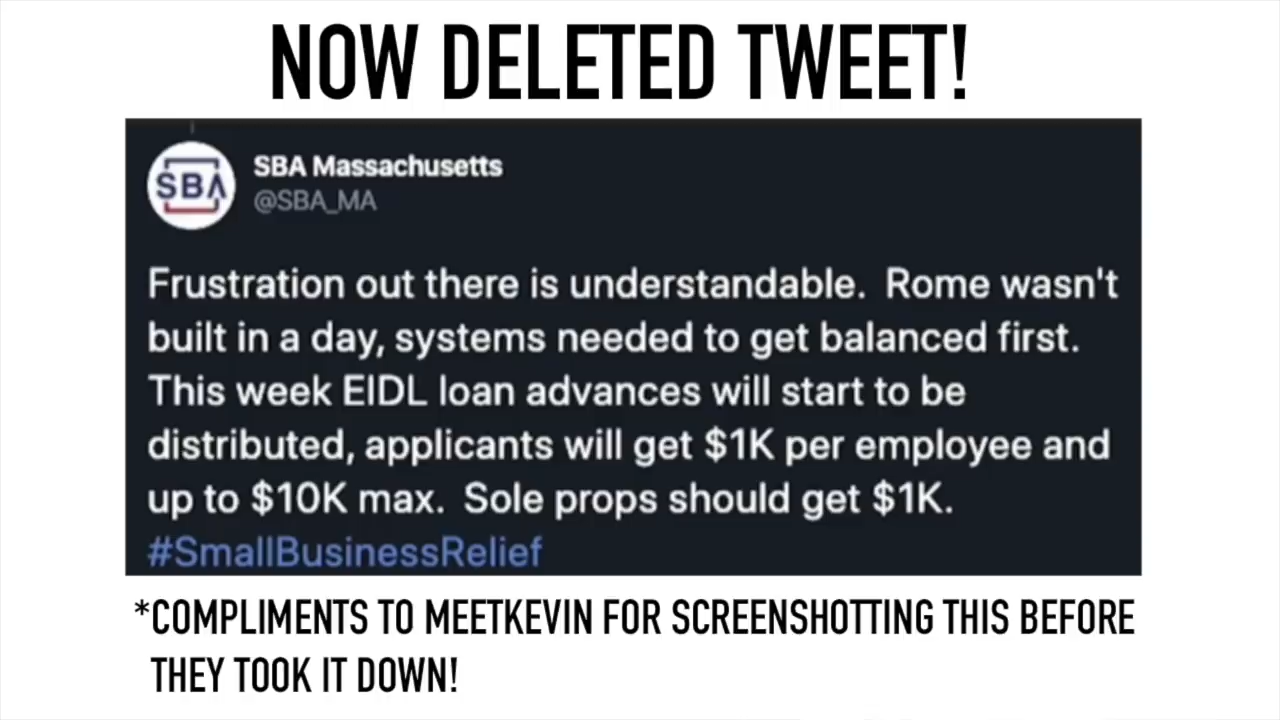 NOW DELETED TWEET!
SBA
SBA Massachusetts
@SBA_MA
Frustration out there is understandable.  Rome wasn't
built in a day, systems needed to get balanced first.
This week EIDL loan advances will start to be
distributed, applicants will get $1K per employee and
up to $10K max.  Sole props should get $1K.
#SmallBusinessRelief
*COMPLIMENTS TO MEETKEVIN FOR SCREENSHOTTING THIS BEFORE
THEY TOOK IT DOWN!